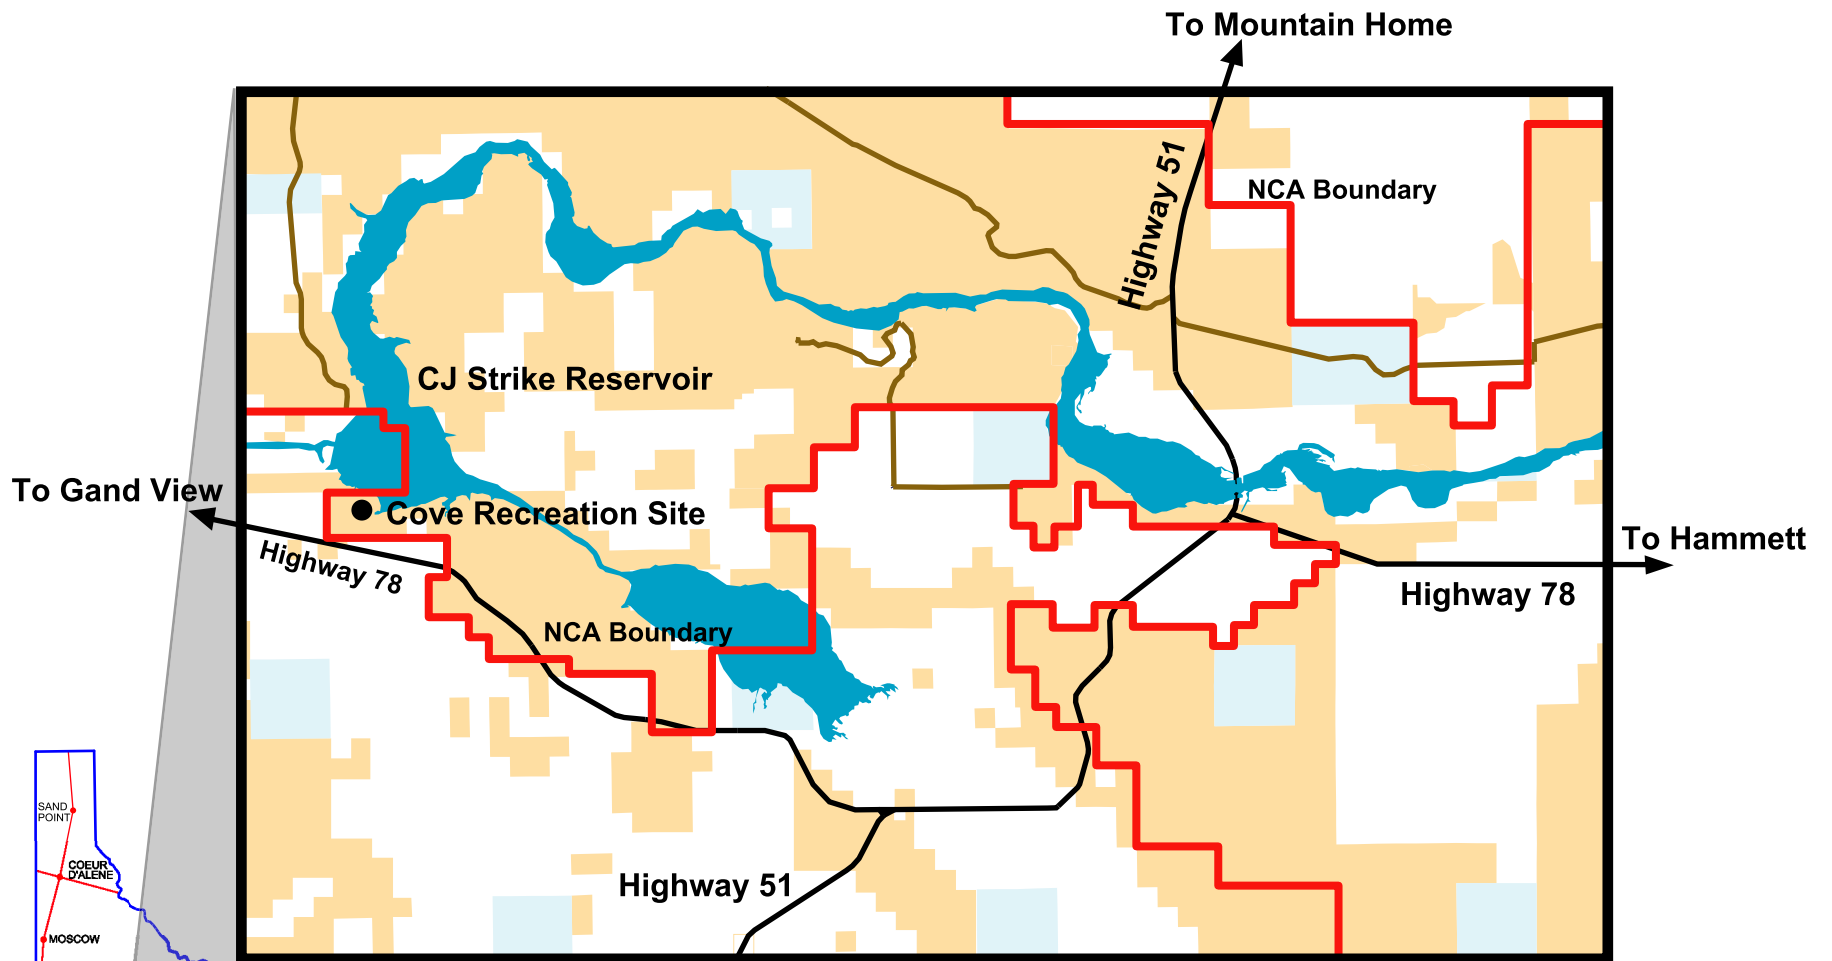 To Mountain Home
Highway 51
NCA Boundary
CJ Strike Reservoir
To Gand View
Cove Recreation Site
To Hammett
Highway 78
Highway 78
NCA Boundary
SAND
POINT
COEUR
D'ALENE
Highway 51
MOSCOW